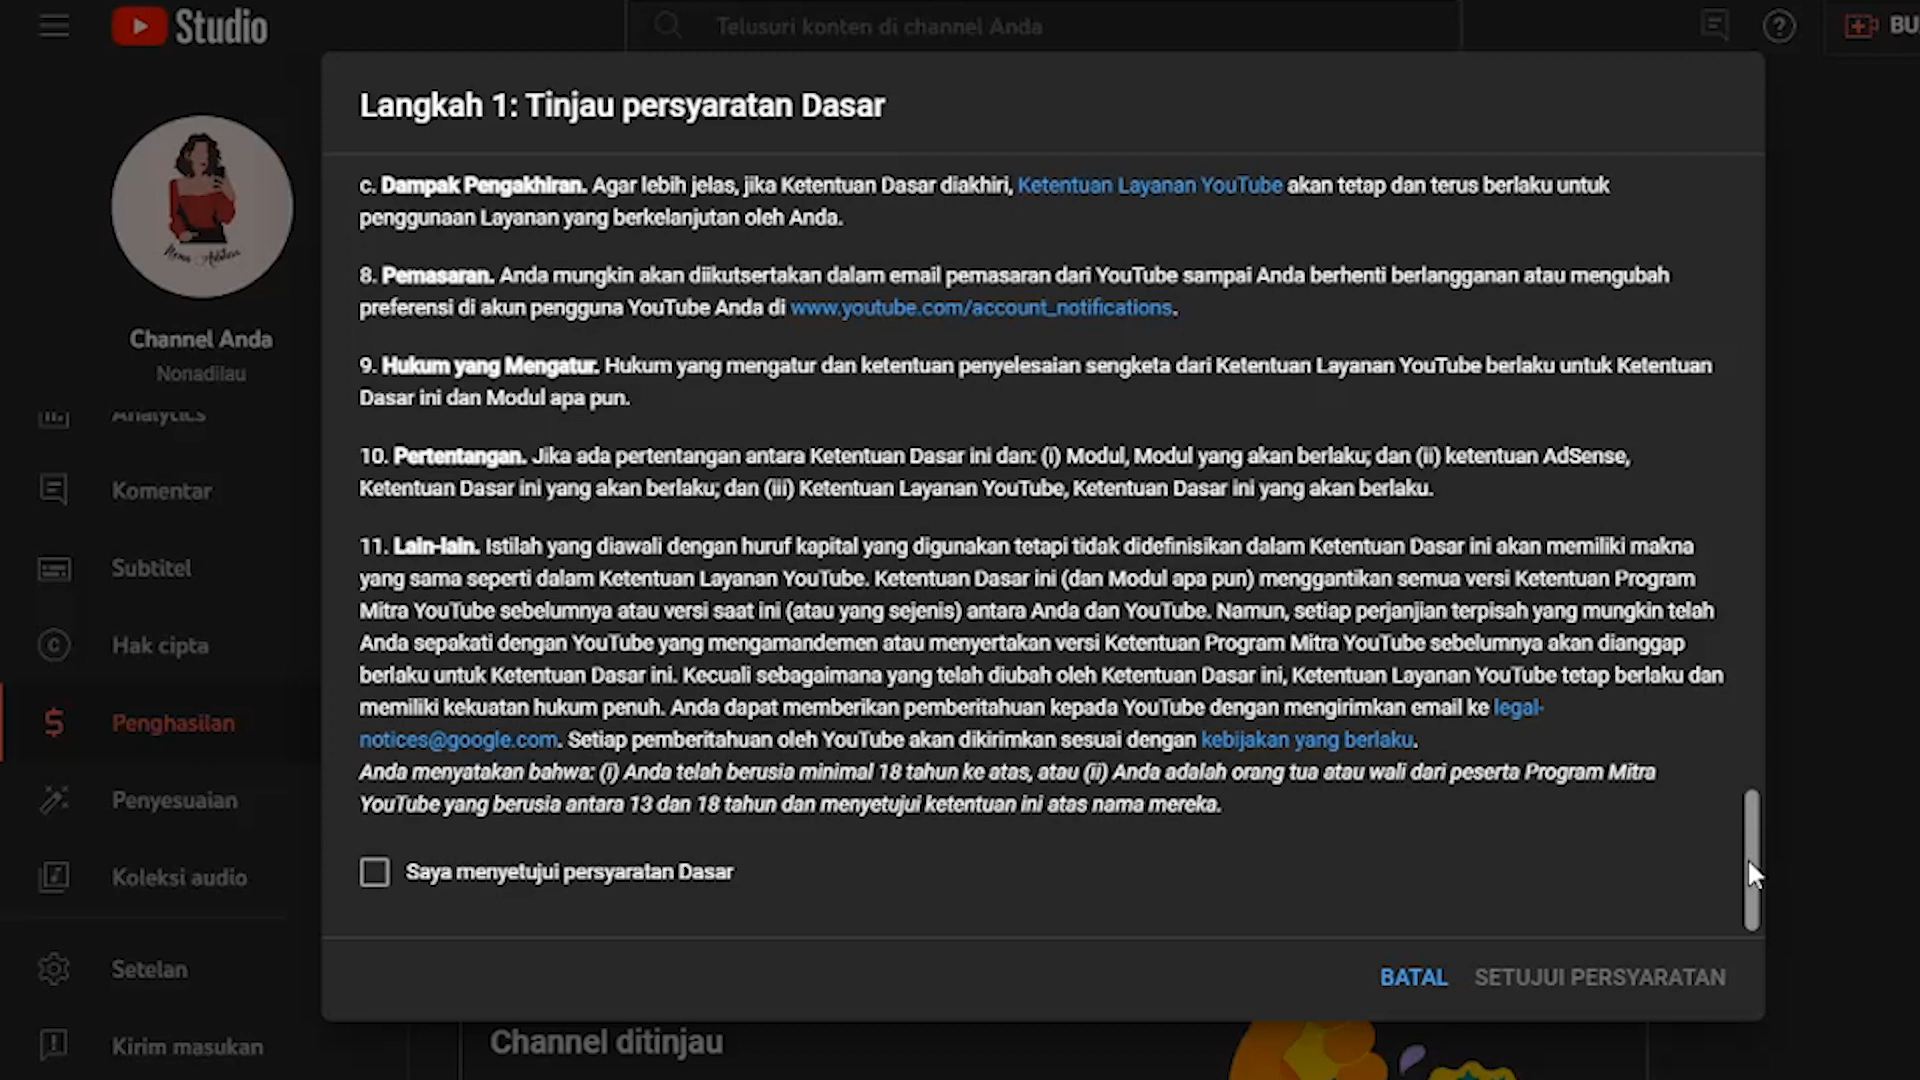 Studio
Telusuri konten di channel Anda
BU
Langkah 1: Tinjau persyaratan Dasar
c. Dampak Pengakhiran. Agar lebih jelas, jika Ketentuan Dasar diakhiri, Ketentuan Layanan YouTube akan tetap dan terus berlaku untuk
penggunaan Layanan yang berkelanjutan oleh Anda.
8. Pemasaran. Anda mungkin akan diikutsertakan dalam email pemasaran dari YouTube sampai Anda berhenti berlangganan atau mengubah
preferensi di akun pengguna YouTube Anda di www.youtube.com/account_notifications.
9. Hukum yang Mengatur. Hukum yang mengatur dan ketentuan penyelesaian sengketa dari Ketentuan Layanan YouTube berlaku untuk Ketentuan
Dasar ini dan Modul apa pun.
10. Pertentangan. Jika ada pertentangan antara Ketentuan Dasar ini dan: (i) Modul, Modul yang akan berlaku; dan (ii) ketentuan AdSense,
Ketentuan Dasar ini yang akan berlaku; dan (iii) Ketentuan Layanan YouTube, Ketentuan Dasar ini yang akan berlaku.
11. Lain-lain. Istilah yang diawali dengan huruf kapital yang digunakan tetapi tidak didefinisikan dalam Ketentuan Dasar ini akan memiliki makna
yang sama seperti dalam Ketentuan Layanan YouTube. Ketentuan Dasar ini (dan Modul apa pun) menggantikan semua versi Ketentuan Program
Mitra YouTube sebelumnya atau versi saat ini (atau yang sejenis) antara Anda dan YouTube. Namun, setiap perjanjian terpisah yang mungkin telah
Anda sepakati dengan YouTube yang mengamandemen atau menyertakan versi Ketentuan Program Mitra YouTube sebelumnya akan dianggap
berlaku untuk Ketentuan Dasar ini. Kecuali sebagaimana yang telah diubah oleh Ketentuan Dasar ini, Ketentuan Layanan YouTube tetap berlaku dan
memiliki kekuatan hukum penuh. Anda dapat memberikan pemberitahuan kepada YouTube dengan mengirimkan email ke legal-
notices@google.com. Setiap pemberitahuan oleh YouTube akan dikirimkan sesuai dengan kebijakan yang berlaku.
Anda menyatakan bahwa: (i) Anda telah berusia minimal 18 tahun ke atas, atau (ii) Anda adalah orang tua atau wali dari peserta Program Mitra
YouTube yang berusia antara 13 dan 18 tahun dan menyetujui ketentuan ini atas nama mereka.
Saya menyetujui persyaratan Dasar
BATAL SETUJUI PERSYARATAN
Channel Anda
Nonadilau
Analytics
Komentar
Subtitel
Hak cipta
Penghasilan
Penyesuaian
Koleksi audio
Setelan
Kirim masukan
Channel ditinjau